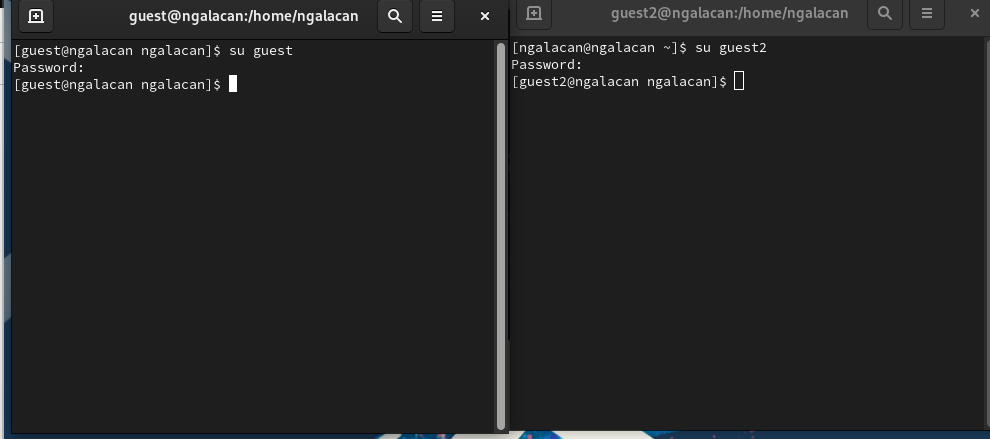 guest@ngalacan:/home/ngalacan
[guest@ngalacan ngalacan]$ su guest
Password:
[guest@ngalacan ngalacan]$
guest2@ngalacan:/home/ngalacan
[ngalacan@ngalacan ~]$ su guest2
Password:
[guest2@ngalacan ngalacan]$